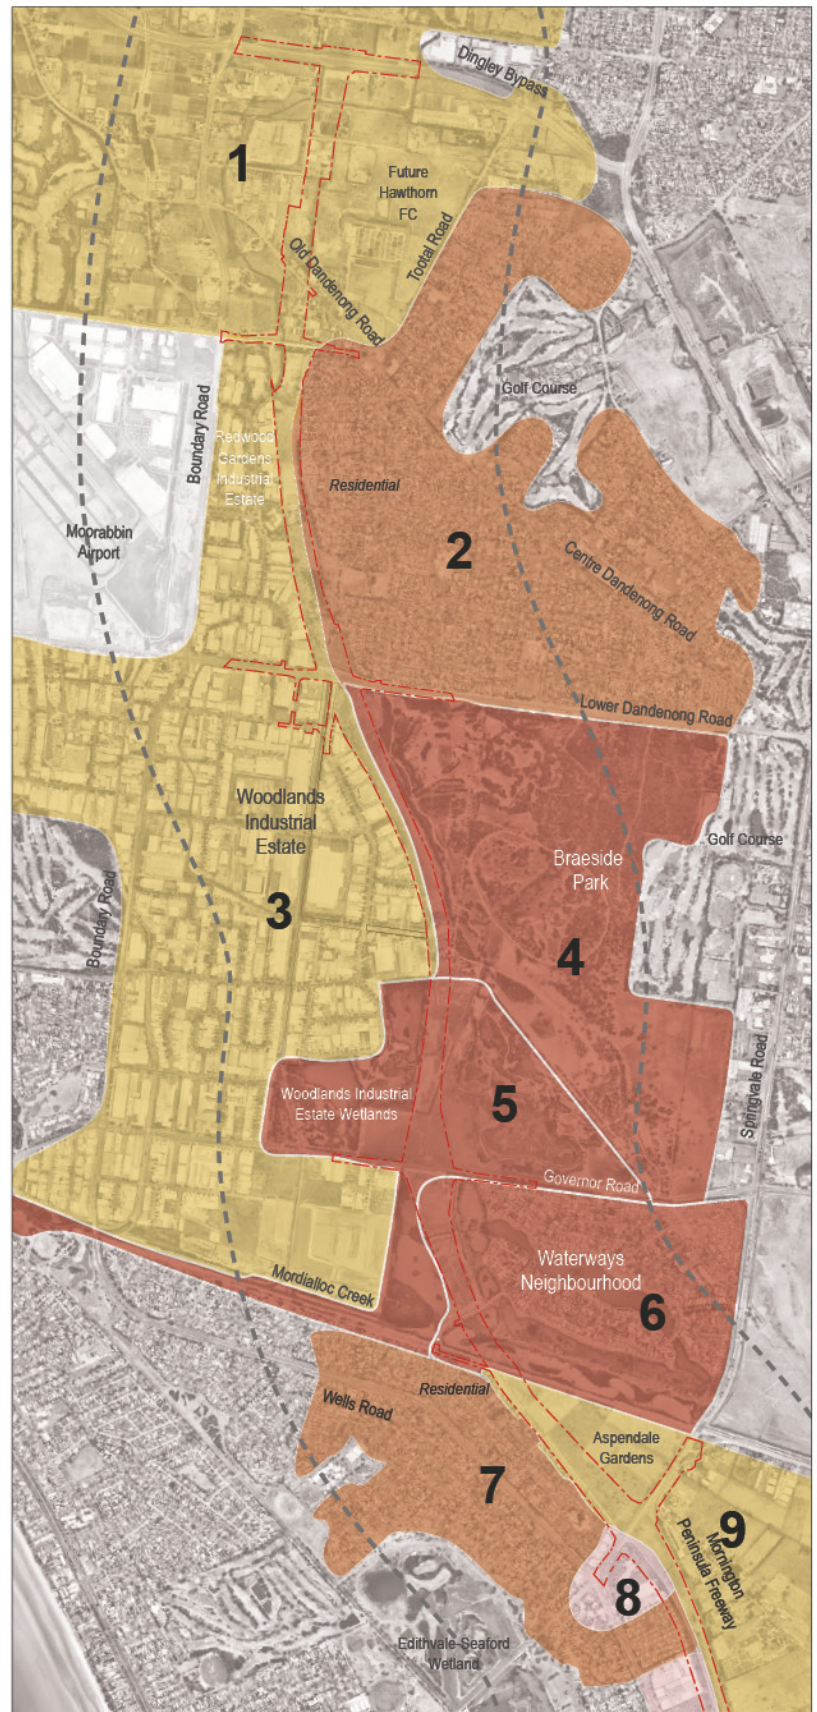 Dingley Bypass
1
Future
Hawthorn
FC
Tootal Road
Old Dandenong Road
Golf Course
Boundary Road
Redwood
Gardens
Industrial
Estate
Residential
Moorabbin
Airport
2
Centre Dandenong Road
Lower Dandenong Road
Woodlands
Industrial
Estate
Golf Course
Braeside
Park
Boundary Road
3
4
Springvale Road
Woodlands Industrial
Estate Wetlands
5
Governor Road
Waterways
Neighbourhood
Mordialloc Creek
6
Residential
Wells Road
Aspendale
Gardens
7
9
Mornington
Peninsula Freeway
8
Edithvale-Seaford
Wetland